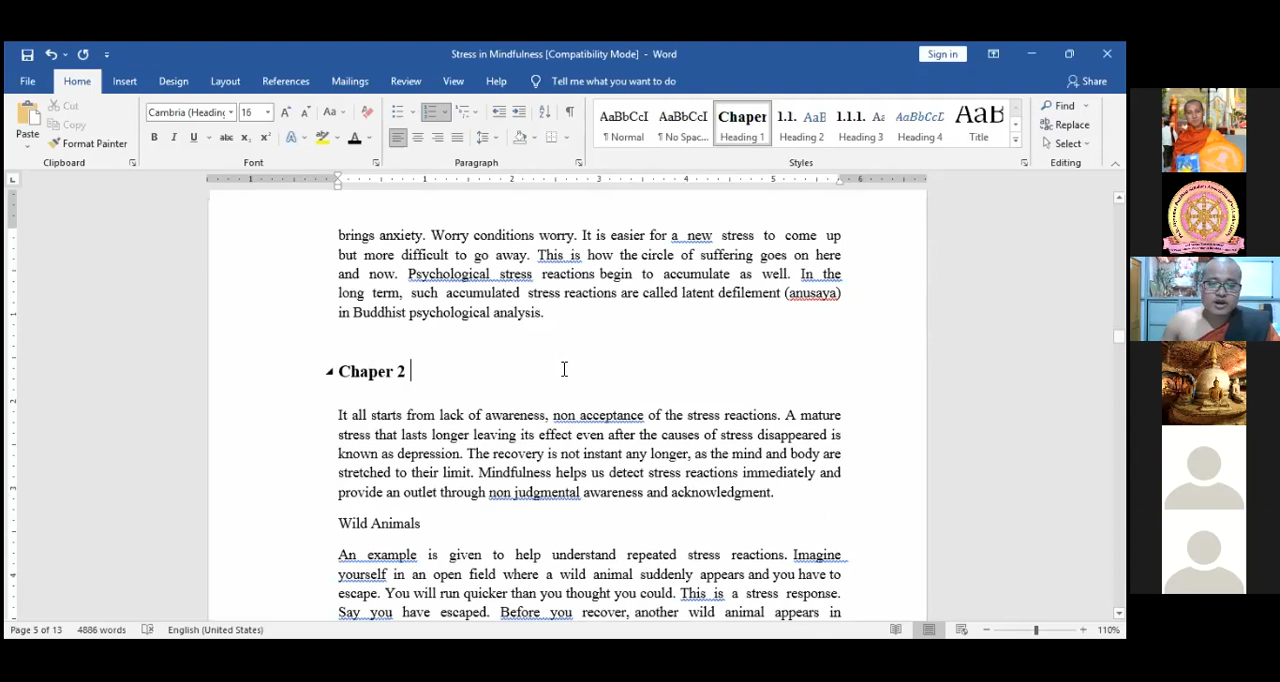 Stress in Mindfulness [Compatibility Mode] - Word
Sign in
File Home Insert Design Layout References Mailings Review View Help Tell me what you want to do
Share
Paste
Cut
Copy
Format Painter
Clipboard
Cambria (Heading 16
Font
Paragraph
AaBbCcI AaBbCcI Chaper 1.1. AaB 1.1.1. Aa AaBbCcL AaB
¶ Normal ¶ No Spac... Heading 1 Heading 2 Heading 3 Heading 4 Title
Styles
Find
Replace
Select
Editing
1 1 2 3 4 5 6
brings anxiety. Worry conditions worry. It is easier for a new stress to come up
but more difficult to go away. This is how the circle of suffering goes on here
and now. Psychological stress reactions begin to accumulate as well. In the
long term, such accumulated stress reactions are called latent defilement (anusaya)
in Buddhist psychological analysis.
Chaper 2
It all starts from lack of awareness, non acceptance of the stress reactions. A mature
stress that lasts longer leaving its effect even after the causes of stress disappeared is
known as depression. The recovery is not instant any longer, as the mind and body are
stretched to their limit. Mindfulness helps us detect stress reactions immediately and
provide an outlet through non judgmental awareness and acknowledgment.
Wild Animals
An example is given to help understand repeated stress reactions. Imagine
yourself in an open field where a wild animal suddenly appears and you have to
escape. You will run quicker than you thought you could. This is a stress response.
Say you have escaped. Before you recover, another wild animal appears in
Page 5 of 13 4886 words English (United States) 110%